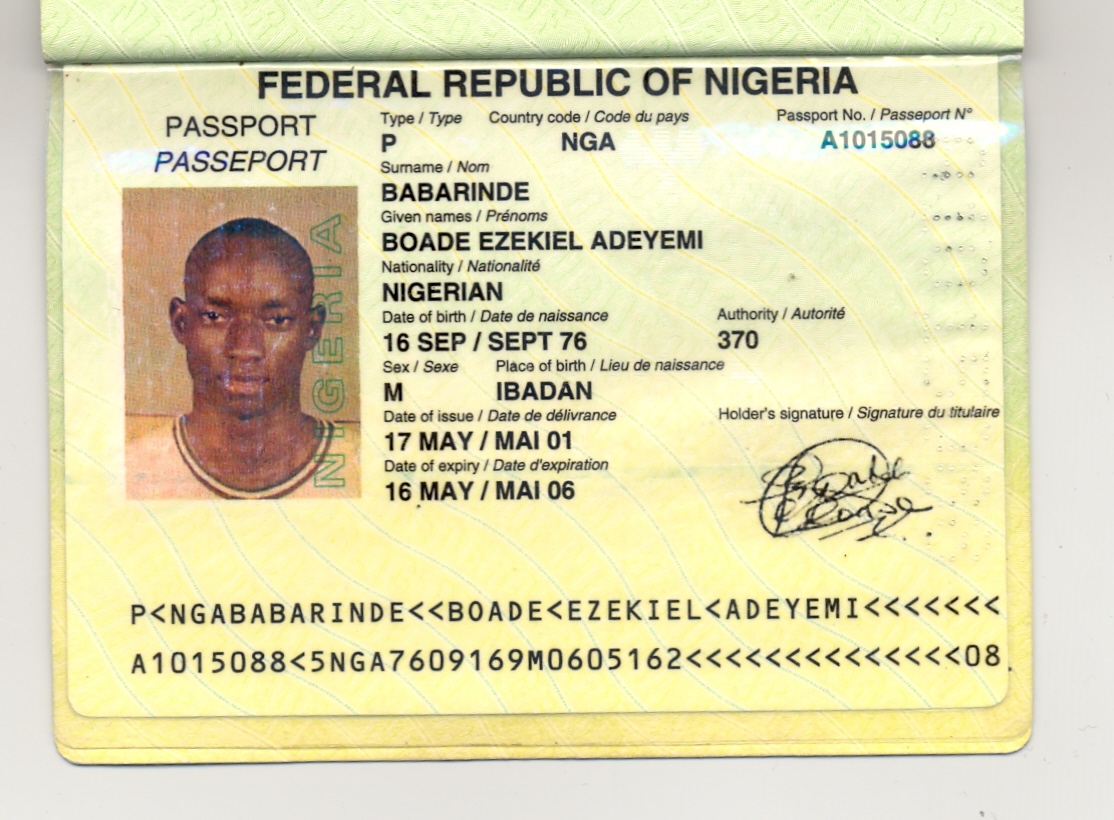 FEDERAL REPUBLIC OF NIGERIA
PASSPORT
PASSEPORT
Type / Type Country code / Code du pays Passport No. / Passeport N°
P NGA A1015088
Surname / Nom
BABARINDE
Given names / Prénoms
BOADE EZEKIEL ADEYEMI
Nationality / Nationalité
NIGERIAN
Date of birth / Date de naissance Authority / Autorité
16 SEP / SEPT 76 370
Sex / Sexe Place of birth / Lieu de naissance
M IBADAN
Date of issue / Date de délivrance Holder's signature / Signature du titulaire
17 MAY / MAI 01
Date of expiry / Date d'expiration
16 MAY / MAI 06
NIGERIA
P<NGABABARINDE<<BOADE<EZEKIEL<ADEYEMI<<<<<<<
A1015088<5NGA7609169M0605162<<<<<<<<<<<<<<08